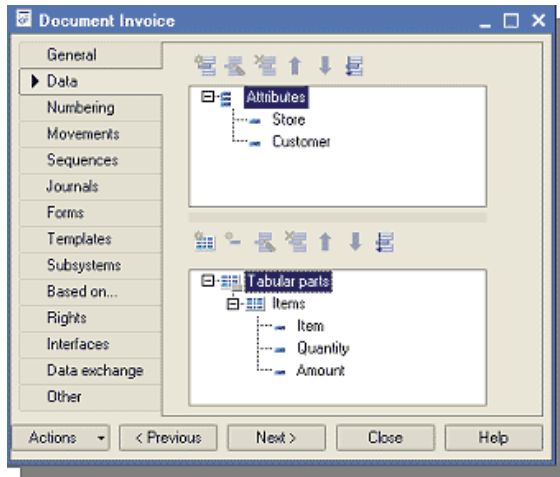 Document Invoice
General
Data
Numbering
Movements
Sequences
Journals
Forms
Templates
Subsystems
Based on...
Rights
Interfaces
Data exchange
Other
Attributes
Store
Customer
Tabular parts
Items
Item
Quantity
Amount
Actions
< Previous
Next >
Close
Help